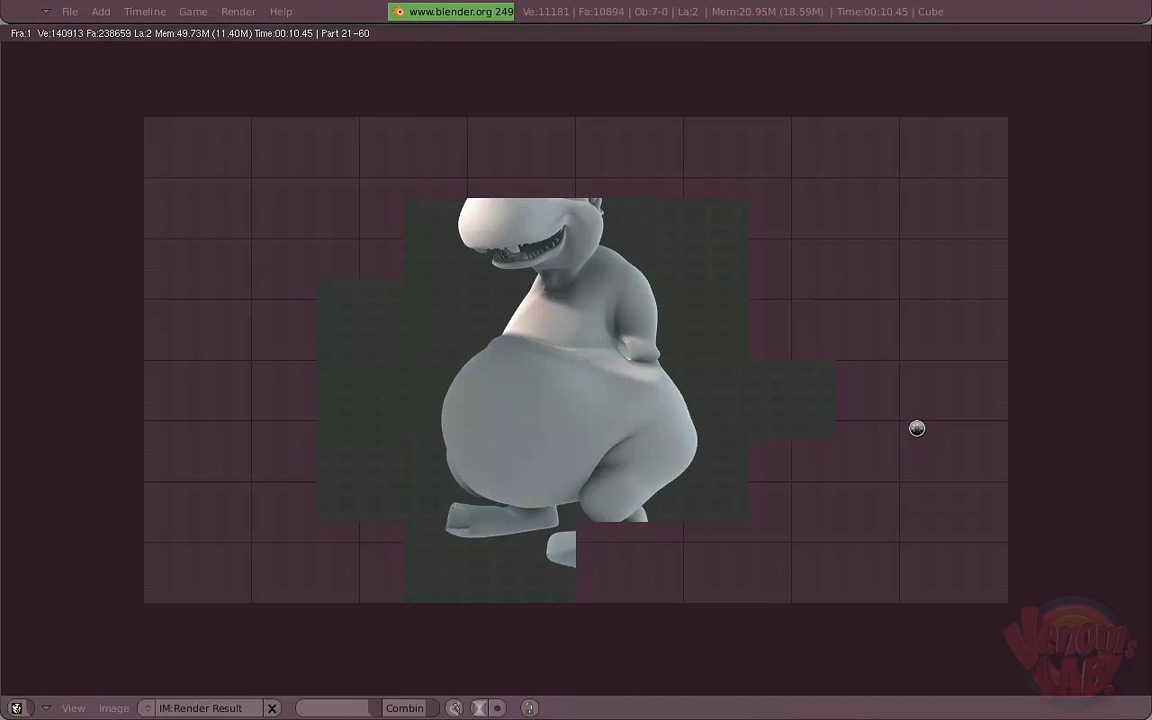 File Add Timeline Game Render Help www.blender.org 249 Ve:11181 | Fa:10894 | Ob:7-0 | La:2 | Mem:20.95M (18.59M) | Time:00:10.45 | Cube
Fra:1 Ve:140913 Fa:238659 La:2 Mem:49.73M (11.40M) Time:00:10.45 | Part 21-60
Venom's
LAB!
View Image IM:Render Result Combin